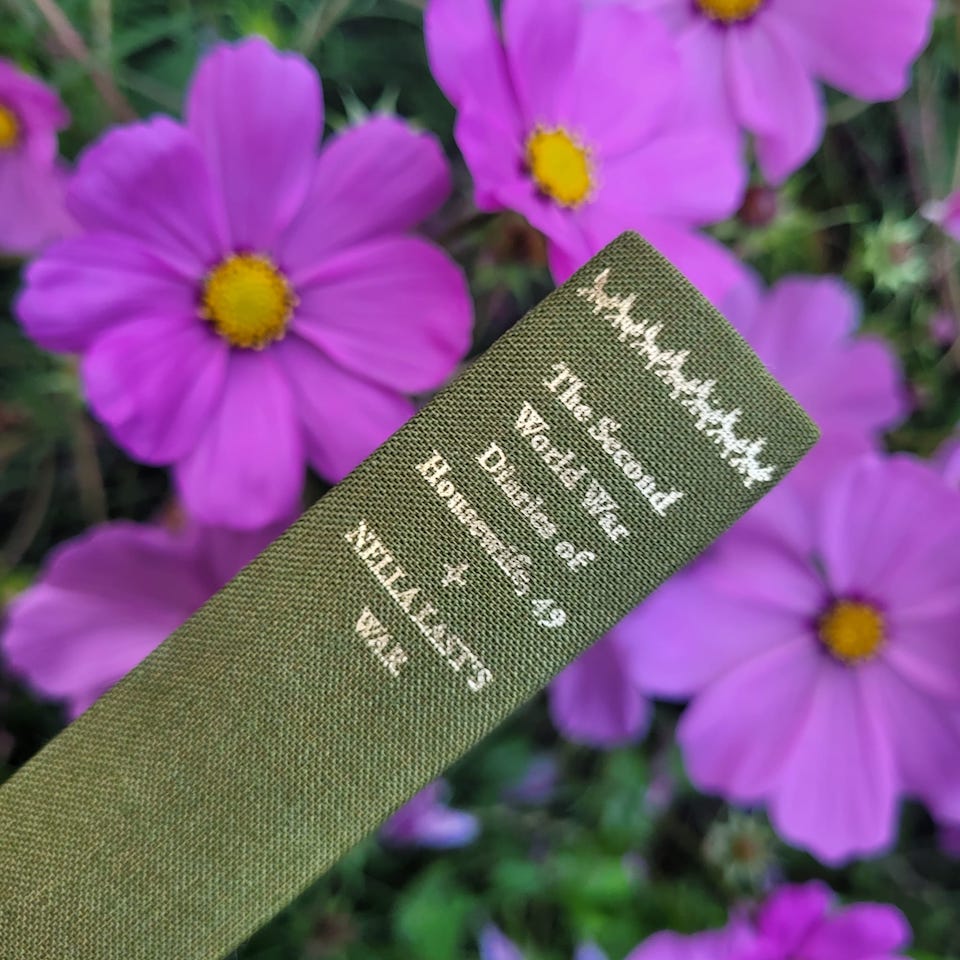 The Second
World War
Diaries of
Housewife, 49
NELLA LAST'S
WAR